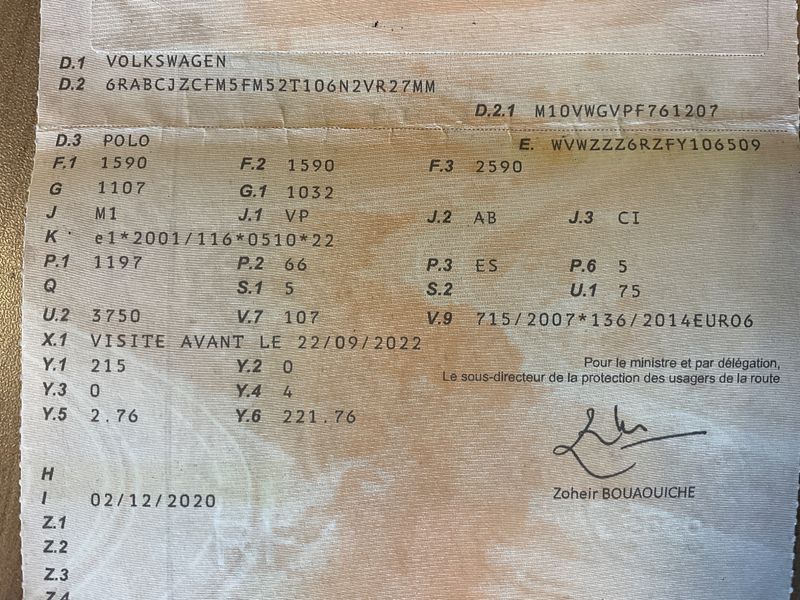 D.1 VOLKSWAGEN
D.2 6RABCJZCFM5FM52T106N2VR27MM
D.2.1 M10VWGVPF761207
D.3 POLO E. WVWZZZ6RZFY106509
F.1 1590 F.2 1590 F.3 2590
G 1107 G.1 1032
J M1 J.1 VP J.2 AB J.3 CI
K e1*2001/116*0510*22
P.1 1197 P.2 66 P.3 ES P.6 5
Q S.1 5 S.2 U.1 75
U.2 3750 V.7 107 V.9 715/2007*136/2014EURO6
X.1 VISITE AVANT LE 22/09/2022
Y.1 215 Y.2 0
Pour le ministre et par délégation,
Le sous-directeur de la protection des usagers de la route
Y.3 0 Y.4 4
Y.5 2.76 Y.6 221.76
Zoheir BOUAOUICHE
H
I 02/12/2020
Z.1
Z.2
Z.3
Z.4